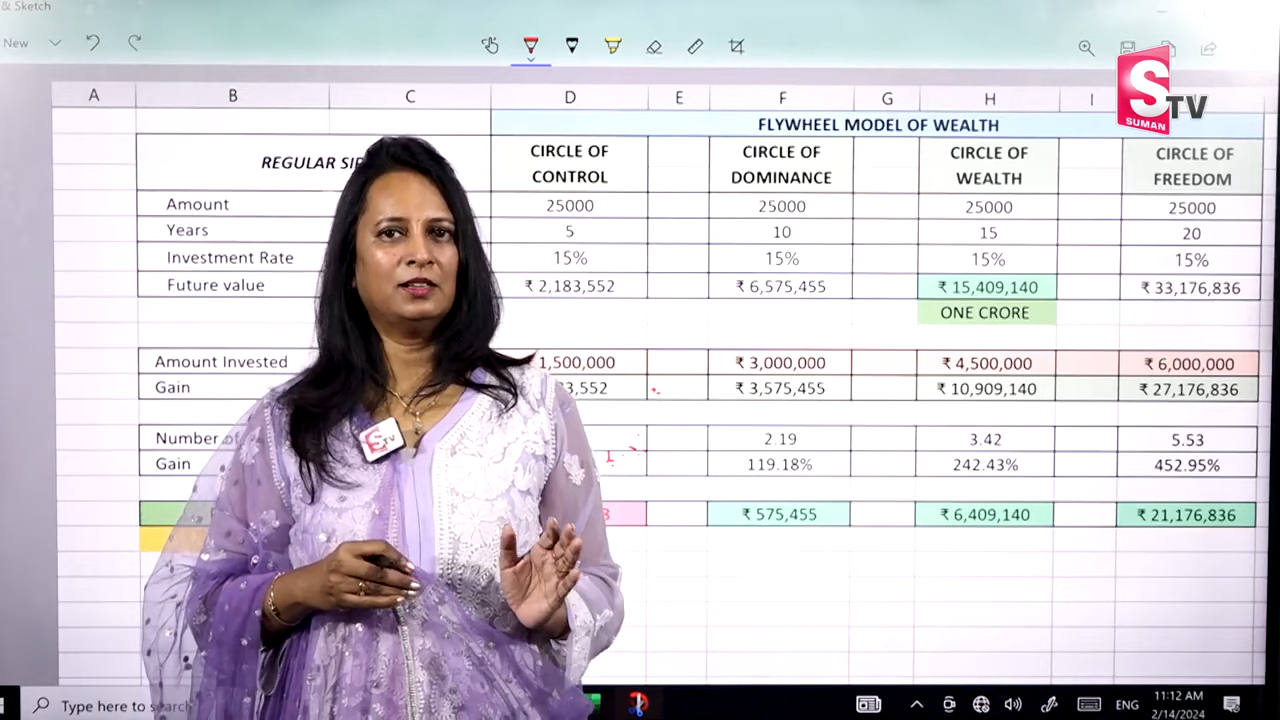 & Sketch
New
S
TV
SUMAN
A B C D E F G H I
FLYWHEEL MODEL OF WEALTH
REGULAR SIP
CIRCLE OF CONTROL
CIRCLE OF DOMINANCE
CIRCLE OF WEALTH
CIRCLE OF FREEDOM
Amount 25000 25000 25000 25000
Years 5 10 15 20
Investment Rate 15% 15% 15% 15%
Future value ₹ 2,183,552 ₹ 6,575,455 ₹ 15,409,140 ₹ 33,176,836
ONE CRORE
Amount Invested 1,500,000 ₹ 3,000,000 ₹ 4,500,000 ₹ 6,000,000
Gain 3,552 ₹ 3,575,455 ₹ 10,909,140 ₹ 27,176,836
Number of 2.19 3.42 5.53
Gain 119.18% 242.43% 452.95%
₹ 575,455 ₹ 6,409,140 ₹ 21,176,836
S TV
Type here to search
ENG
11:12 AM
2/14/2024